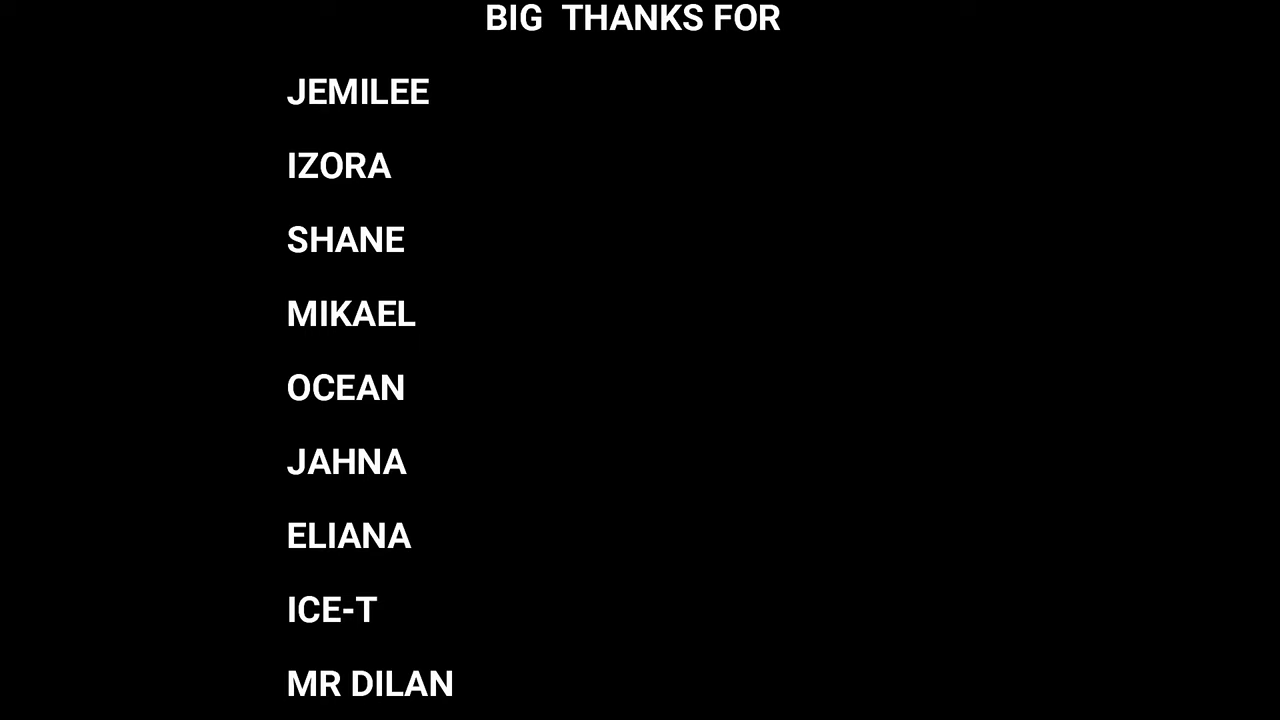 BIG  THANKS FOR
JEMILEE
IZORA
SHANE
MIKAEL
OCEAN
JAHNA
ELIANA
ICE-T
MR DILAN